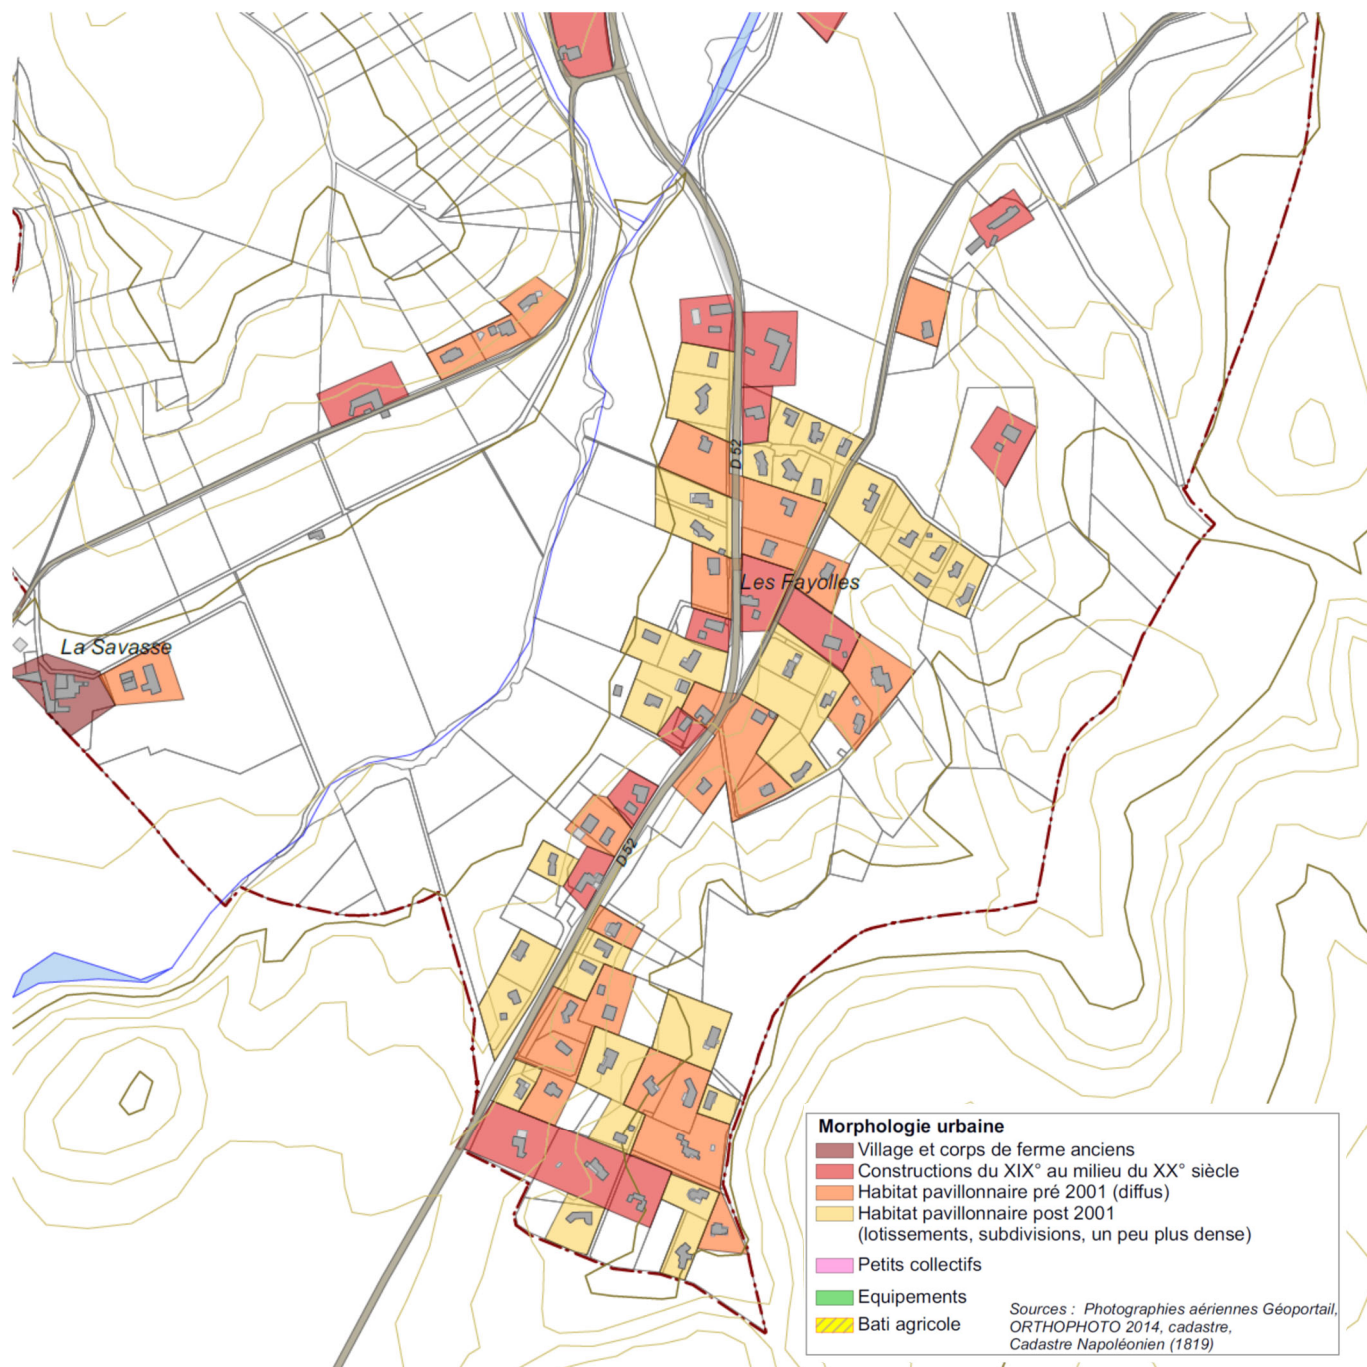 D 52
Les Fayolles
La Savasse
D 52
Morphologie urbaine
Village et corps de ferme anciens
Constructions du XIX° au milieu du XX° siècle
Habitat pavillonnaire pré 2001 (diffus)
Habitat pavillonnaire post 2001
(lotissements, subdivisions, un peu plus dense)
Petits collectifs
Equipements
Bati agricole
Sources : Photographies aériennes Géoportail,
ORTHOPHOTO 2014, cadastre,
Cadastre Napoléonien (1819)